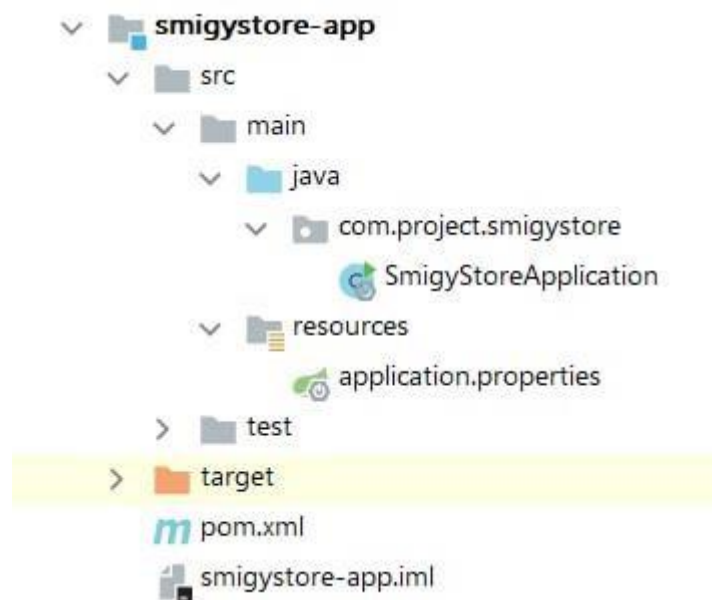 smigystore-app
src
main
java
com.project.smigystore
SmigyStoreApplication
resources
application.properties
test
target
pom.xml
smigystore-app.iml